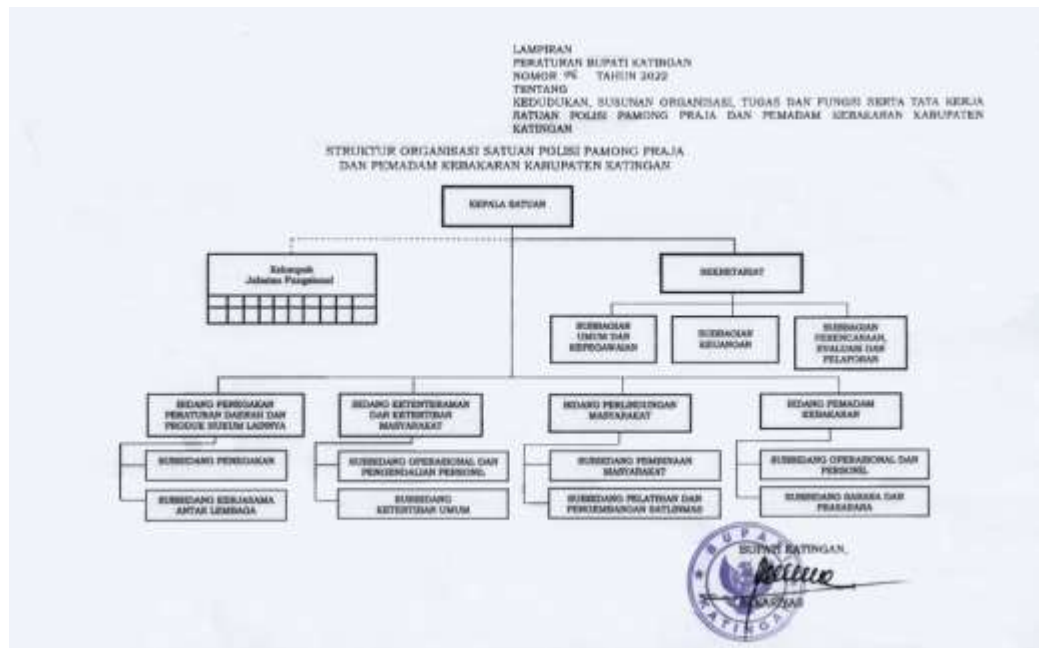 LAMPIRAN
PERATURAN BUPATI KATINGAN
NOMOR TAHUN 2022
TENTANG
KEDUDUKAN, SUSUNAN ORGANISASI, TUGAS DAN FUNGSI SERTA TATA KERJA
SATUAN POLISI PAMONG PRAJA DAN PEMADAM KEBAKARAN KABUPATEN
KATINGAN
STRUKTUR ORGANISASI SATUAN POLISI PAMONG PRAJA
DAN PEMADAM KEBAKARAN KABUPATEN KATINGAN
KEPALA SATUAN
Kelompok
Jabatan Fungsional
SEKRETARIAT
SUBBAGIAN
UMUM DAN
KEPEGAWAIAN
SUBBAGIAN
KEUANGAN
SUBBAGIAN
PERENCANAAN,
EVALUASI DAN
PELAPORAN
BIDANG PENEGAKAN
PERATURAN DAERAH DAN
PRODUK HUKUM LAINNYA
BIDANG KETENTERAMAN
DAN KETERTIBAN
MASYARAKAT
BIDANG PERLINDUNGAN
MASYARAKAT
BIDANG PEMADAM
KEBAKARAN
SUBBIDANG PENEGAKAN
SUBBIDANG OPERASIONAL DAN
PENGENDALIAN PERSONIL
SUBBIDANG PEMBINAAN
MASYARAKAT
SUBBIDANG OPERASIONAL DAN
PERSONIL
SUBBIDANG KERJASAMA
ANTAR LEMBAGA
SUBBIDANG
KETERTIBAN UMUM
SUBBIDANG PELATIHAN DAN
PENGEMBANGAN SATLINMAS
SUBBIDANG SARANA DAN
PRASARANA
BUPATI KATINGAN,
BUPATI
KATINGAN